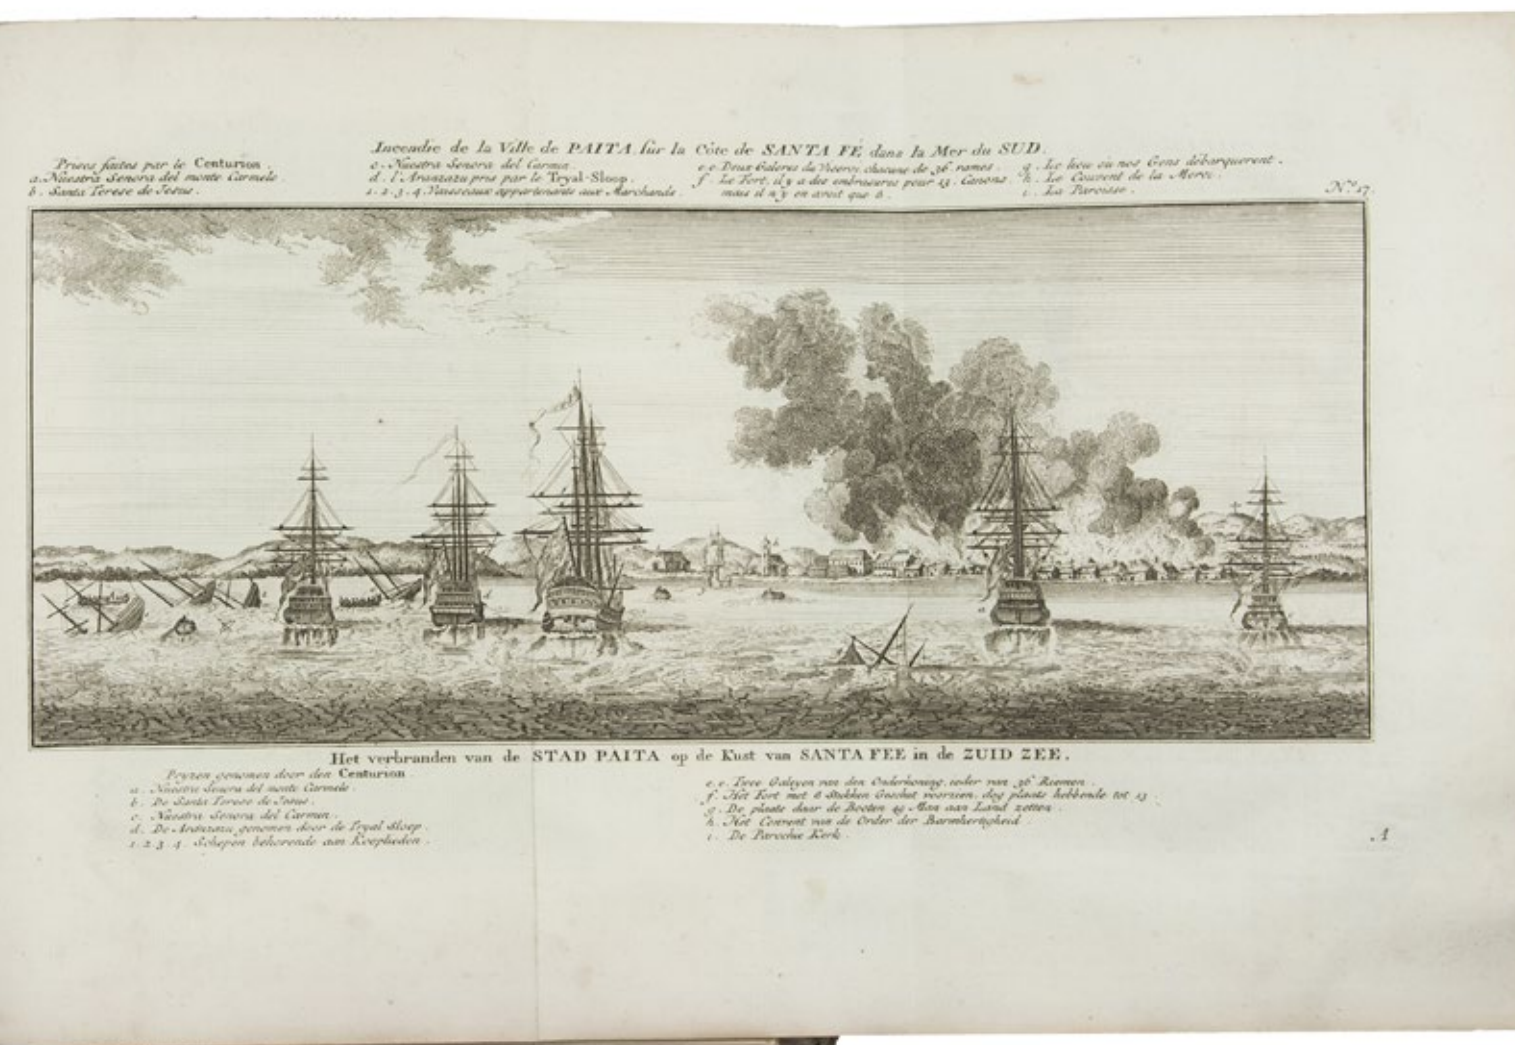 Incendie de la Ville de PAITA sur la Côte de SANTA FÉ dans la Mer du SUD.
Prises faites par le Centurion.
a. Nuestra Senora del monte Carmelo
b. Santa Terese de Jesus.
c. Nuestra Senora del Carmin.
d. l'Aranzazu pris par le Tryal-Sloop.
1. 2. 3. 4. Vaisseaux appartenants aux Marchands.
e.e. Deux Galeres du Viceroi, chacune de 36 rames.
f. Le Fort, il y a des embrasures pour 13. Canons,
mais il n'y en avoit que 8.
g. Le lieu où nos Gens débarquerent.
h. Le Couvent de la Merci.
i. La Paroisse.
No. 17.
Het verbranden van de STAD PAITA op de Kust van SANTA FEE in de ZUID ZEE.
Pryzen genomen door den Centurion
a. Nuestra Senora del monte Carmelo.
b. De Santa Terese de Jesus.
c. Nuestra Senora del Carmin.
d. De Aranzazu genomen door de Tryal Sloep.
1. 2. 3. 4. Schepen behorende aan Kooplieden.
e.e. Twee Galeyen van den Onderkoning, ieder van 36 Riemen.
f. Het Fort met 8 Stukken Geschut voorzien, dog plaats hebbende tot 13
g. De plaats daar de Booten 49 Man aan Land zetten.
h. Het Convent van de Order der Barmhertigheid.
i. De Parochie Kerk.
A